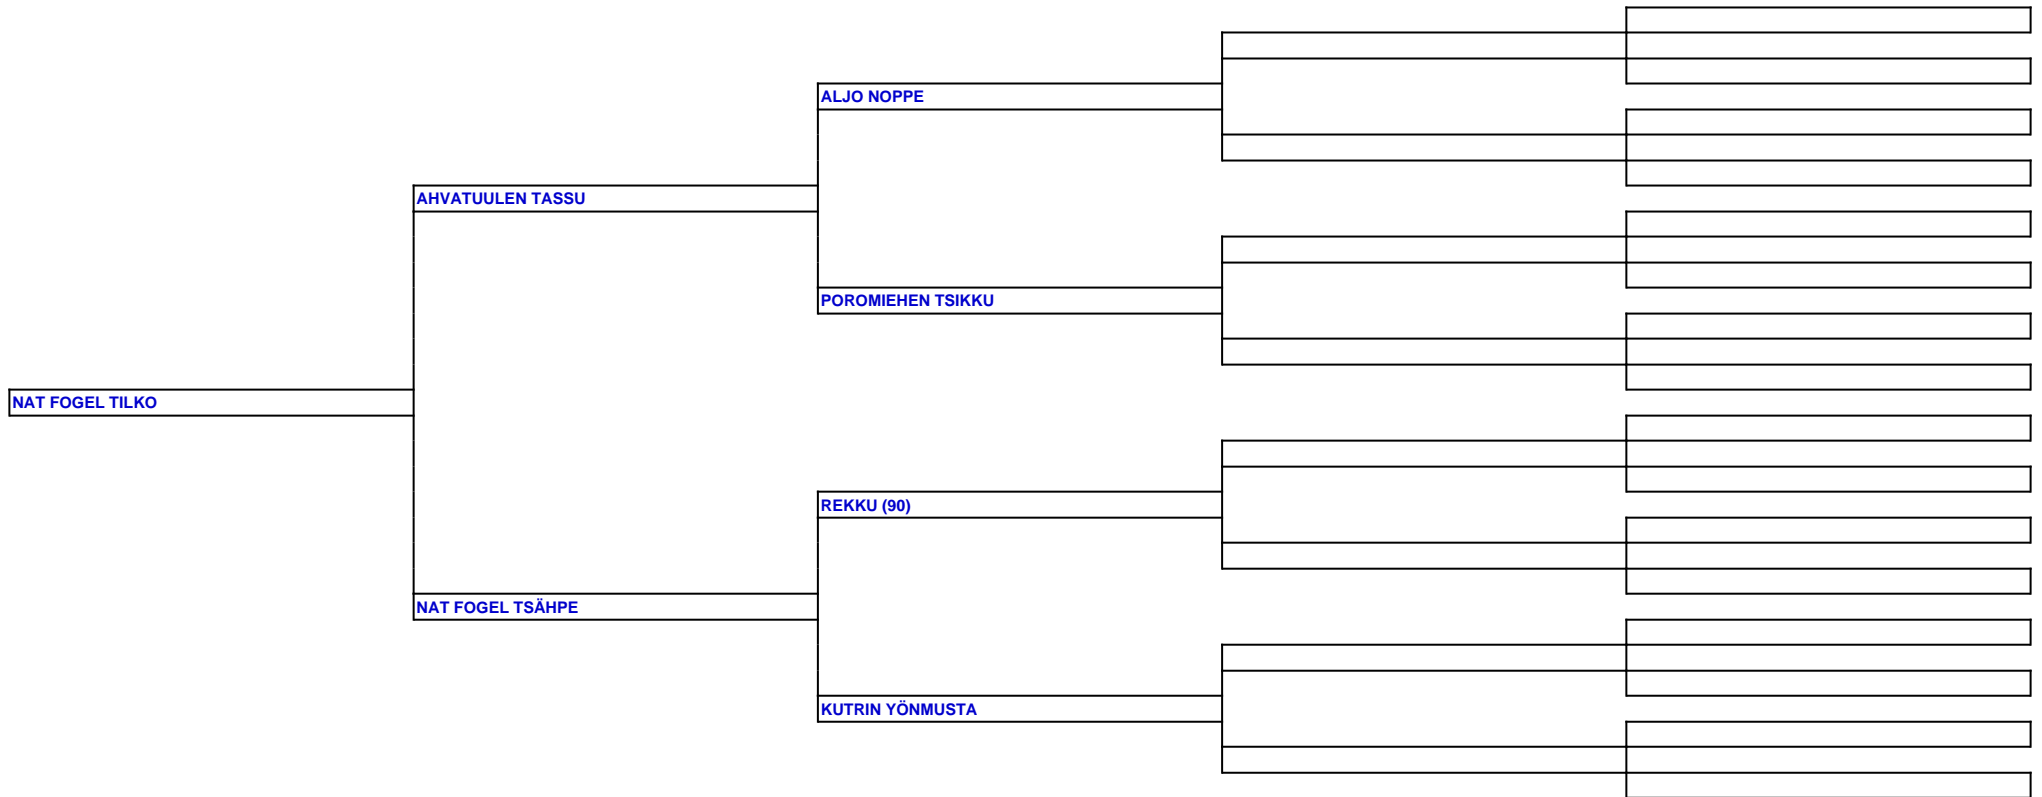 ALJO NOPPE
AHVATUULEN TASSU
POROMIEHEN TSIKKU
NAT FOGEL TILKO
REKKU (90)
NAT FOGEL TSÄHPE
KUTRIN YÖNMUSTA